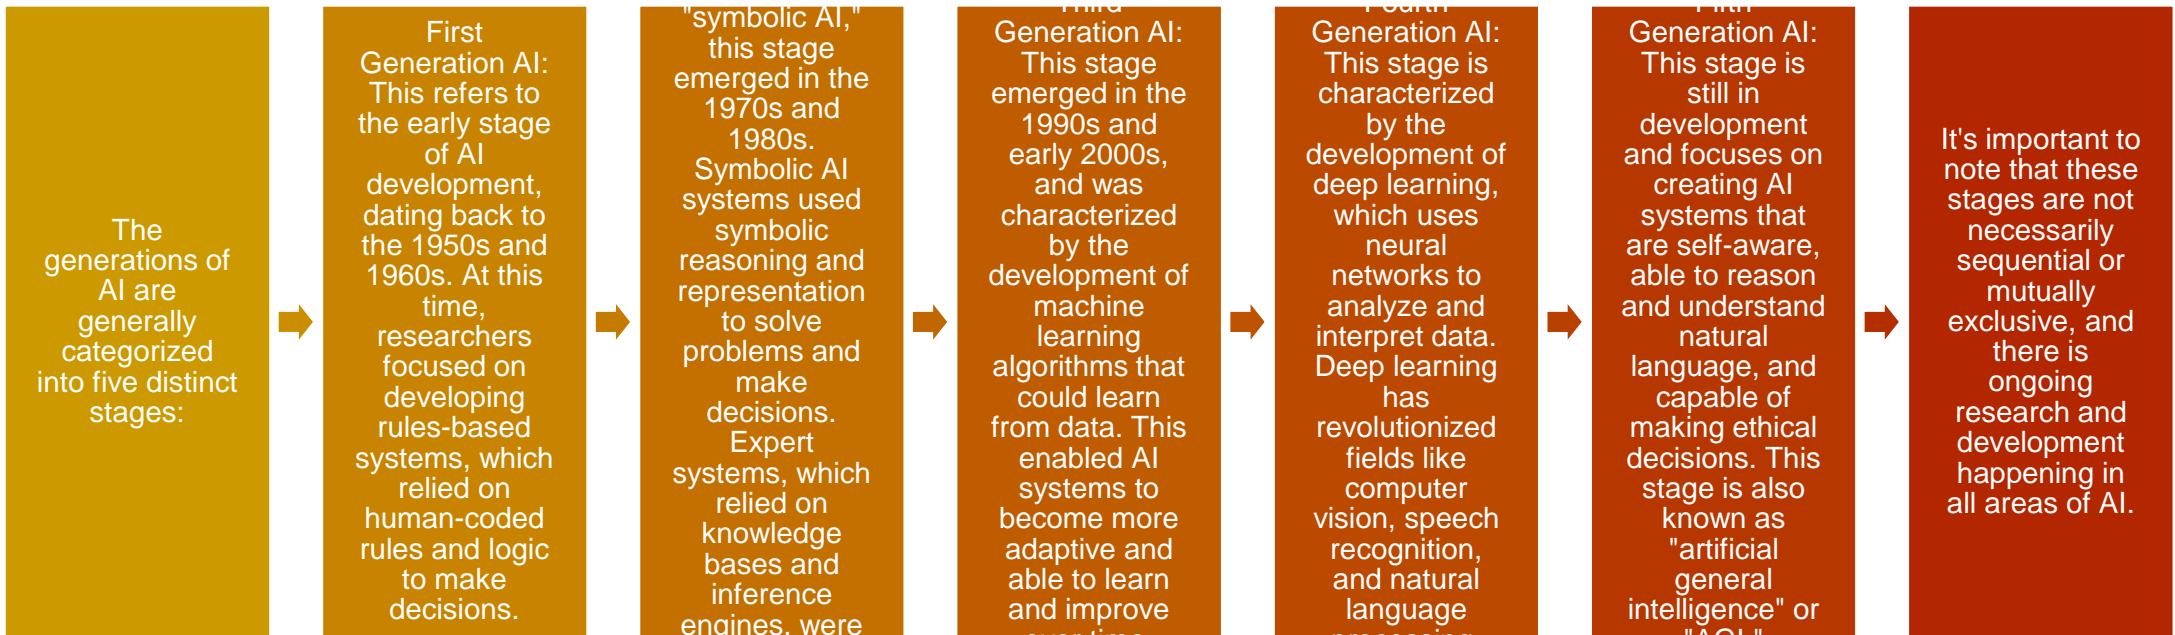 The
generations of
AI are
generally
categorized
into five distinct
stages:
First
Generation AI:
This refers to
the early stage
of AI
development,
dating back to
the 1950s and
1960s. At this
time,
researchers
focused on
developing
rules-based
systems, which
relied on
human-coded
rules and logic
to make
decisions.
"symbolic AI,"
this stage
emerged in the
1970s and
1980s.
Symbolic AI
systems used
symbolic
reasoning and
representation
to solve
problems and
make
decisions.
Expert
systems, which
relied on
knowledge
bases and
inference
engines, were
Third
Generation AI:
This stage
emerged in the
1990s and
early 2000s,
and was
characterized
by the
development of
machine
learning
algorithms that
could learn
from data. This
enabled AI
systems to
become more
adaptive and
able to learn
and improve
over time.
Fourth
Generation AI:
This stage is
characterized
by the
development of
deep learning,
which uses
neural
networks to
analyze and
interpret data.
Deep learning
has
revolutionized
fields like
computer
vision, speech
recognition,
and natural
language
processing.
Fifth
Generation AI:
This stage is
still in
development
and focuses on
creating AI
systems that
are self-aware,
able to reason
and understand
natural
language, and
capable of
making ethical
decisions. This
stage is also
known as
"artificial
general
intelligence" or
"AGI."
It's important to
note that these
stages are not
necessarily
sequential or
mutually
exclusive, and
there is
ongoing
research and
development
happening in
all areas of AI.